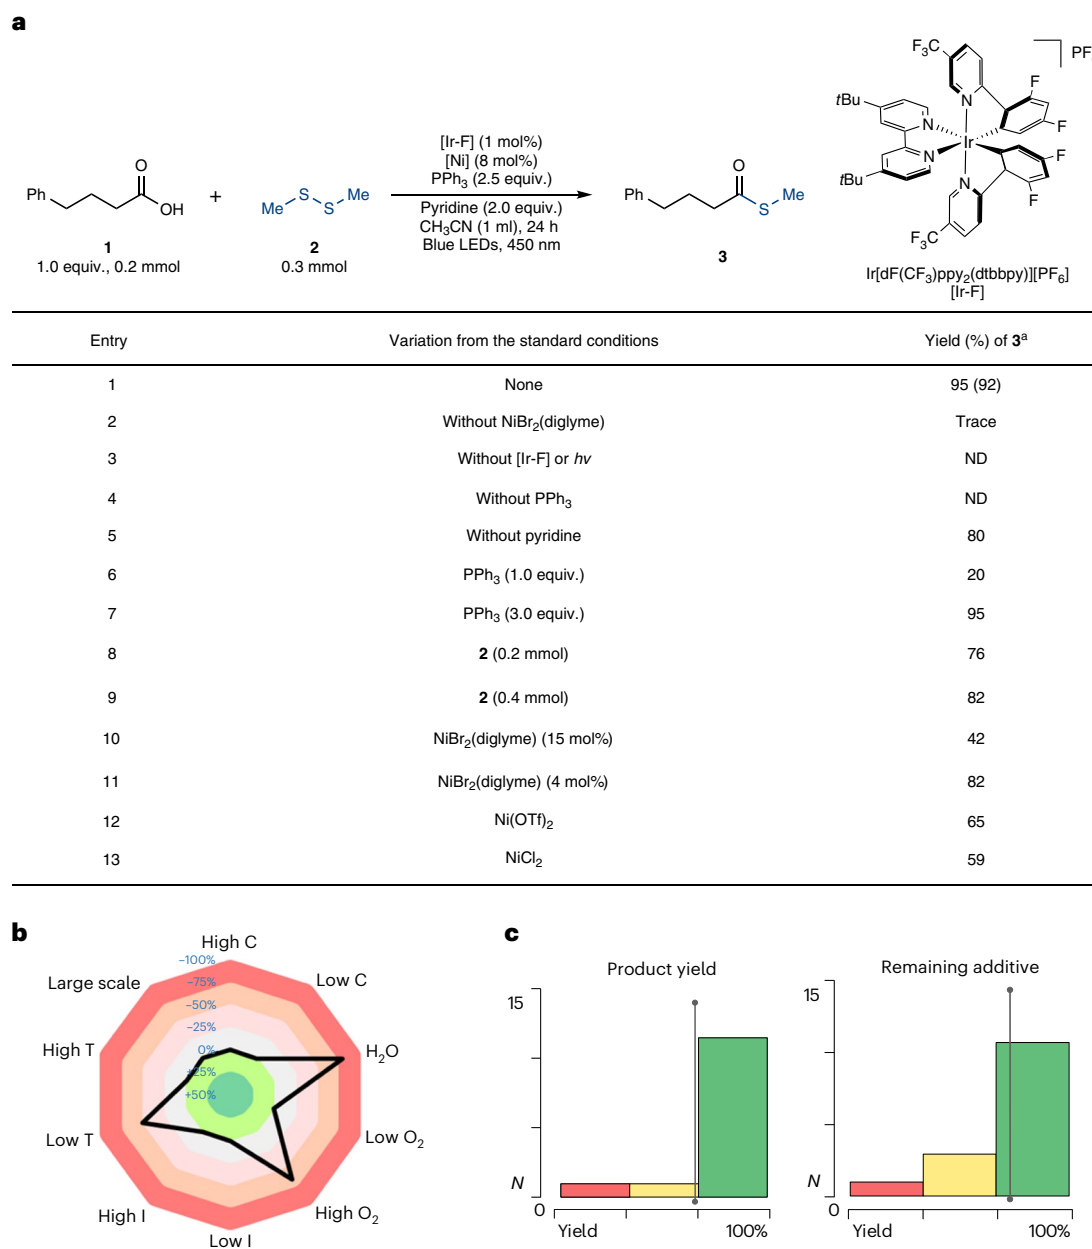 a
F3C
PF
F
F
tBu
N
N
Ir
N
N
tBu
F
F
F3C
[Ir-F] (1 mol%)
[Ni] (8 mol%)
PPh3 (2.5 equiv.)
Pyridine (2.0 equiv.)
CH3CN (1 ml), 24 h
Blue LEDs, 450 nm
Ph
O
OH
+
Me
S
S
Me
Ph
O
S
Me
1
1.0 equiv., 0.2 mmol
2
0.3 mmol
3
Ir[dF(CF3)ppy2(dtbbpy)][PF6]
[Ir-F]
Entry Variation from the standard conditions Yield (%) of 3a
1 None 95 (92)
2 Without NiBr2(diglyme) Trace
3 Without [Ir-F] or hv ND
4 Without PPh3 ND
5 Without pyridine 80
6 PPh3 (1.0 equiv.) 20
7 PPh3 (3.0 equiv.) 95
8 2 (0.2 mmol) 76
9 2 (0.4 mmol) 82
10 NiBr2(diglyme) (15 mol%) 42
11 NiBr2(diglyme) (4 mol%) 82
12 Ni(OTf)2 65
13 NiCl2 59
b
High C
Low C
H2O
Low O2
High O2
Low I
High I
Low T
High T
Large scale
−100%
−75%
−50%
−25%
0%
+25%
+50%
c
Product yield
15
N
0
Yield 100%
Remaining additive
15
N
0
Yield 100%